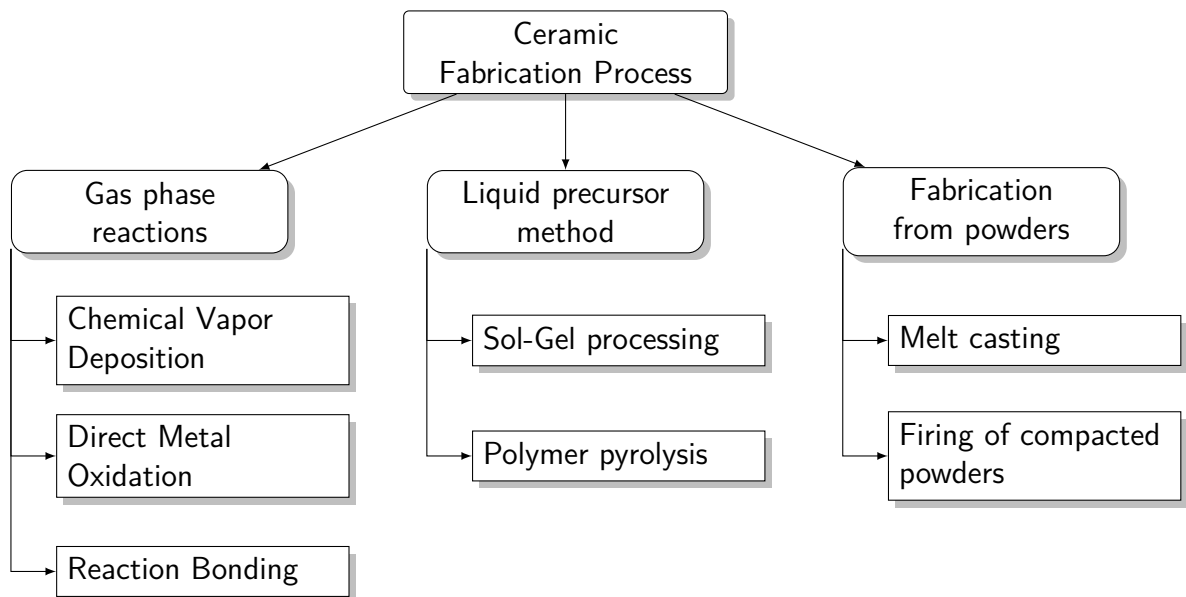 Ceramic
Fabrication Process
Gas phase
reactions
Liquid precursor
method
Fabrication
from powders
Chemical Vapor
Deposition
Direct Metal
Oxidation
Reaction Bonding
Sol-Gel processing
Polymer pyrolysis
Melt casting
Firing of compacted
powders